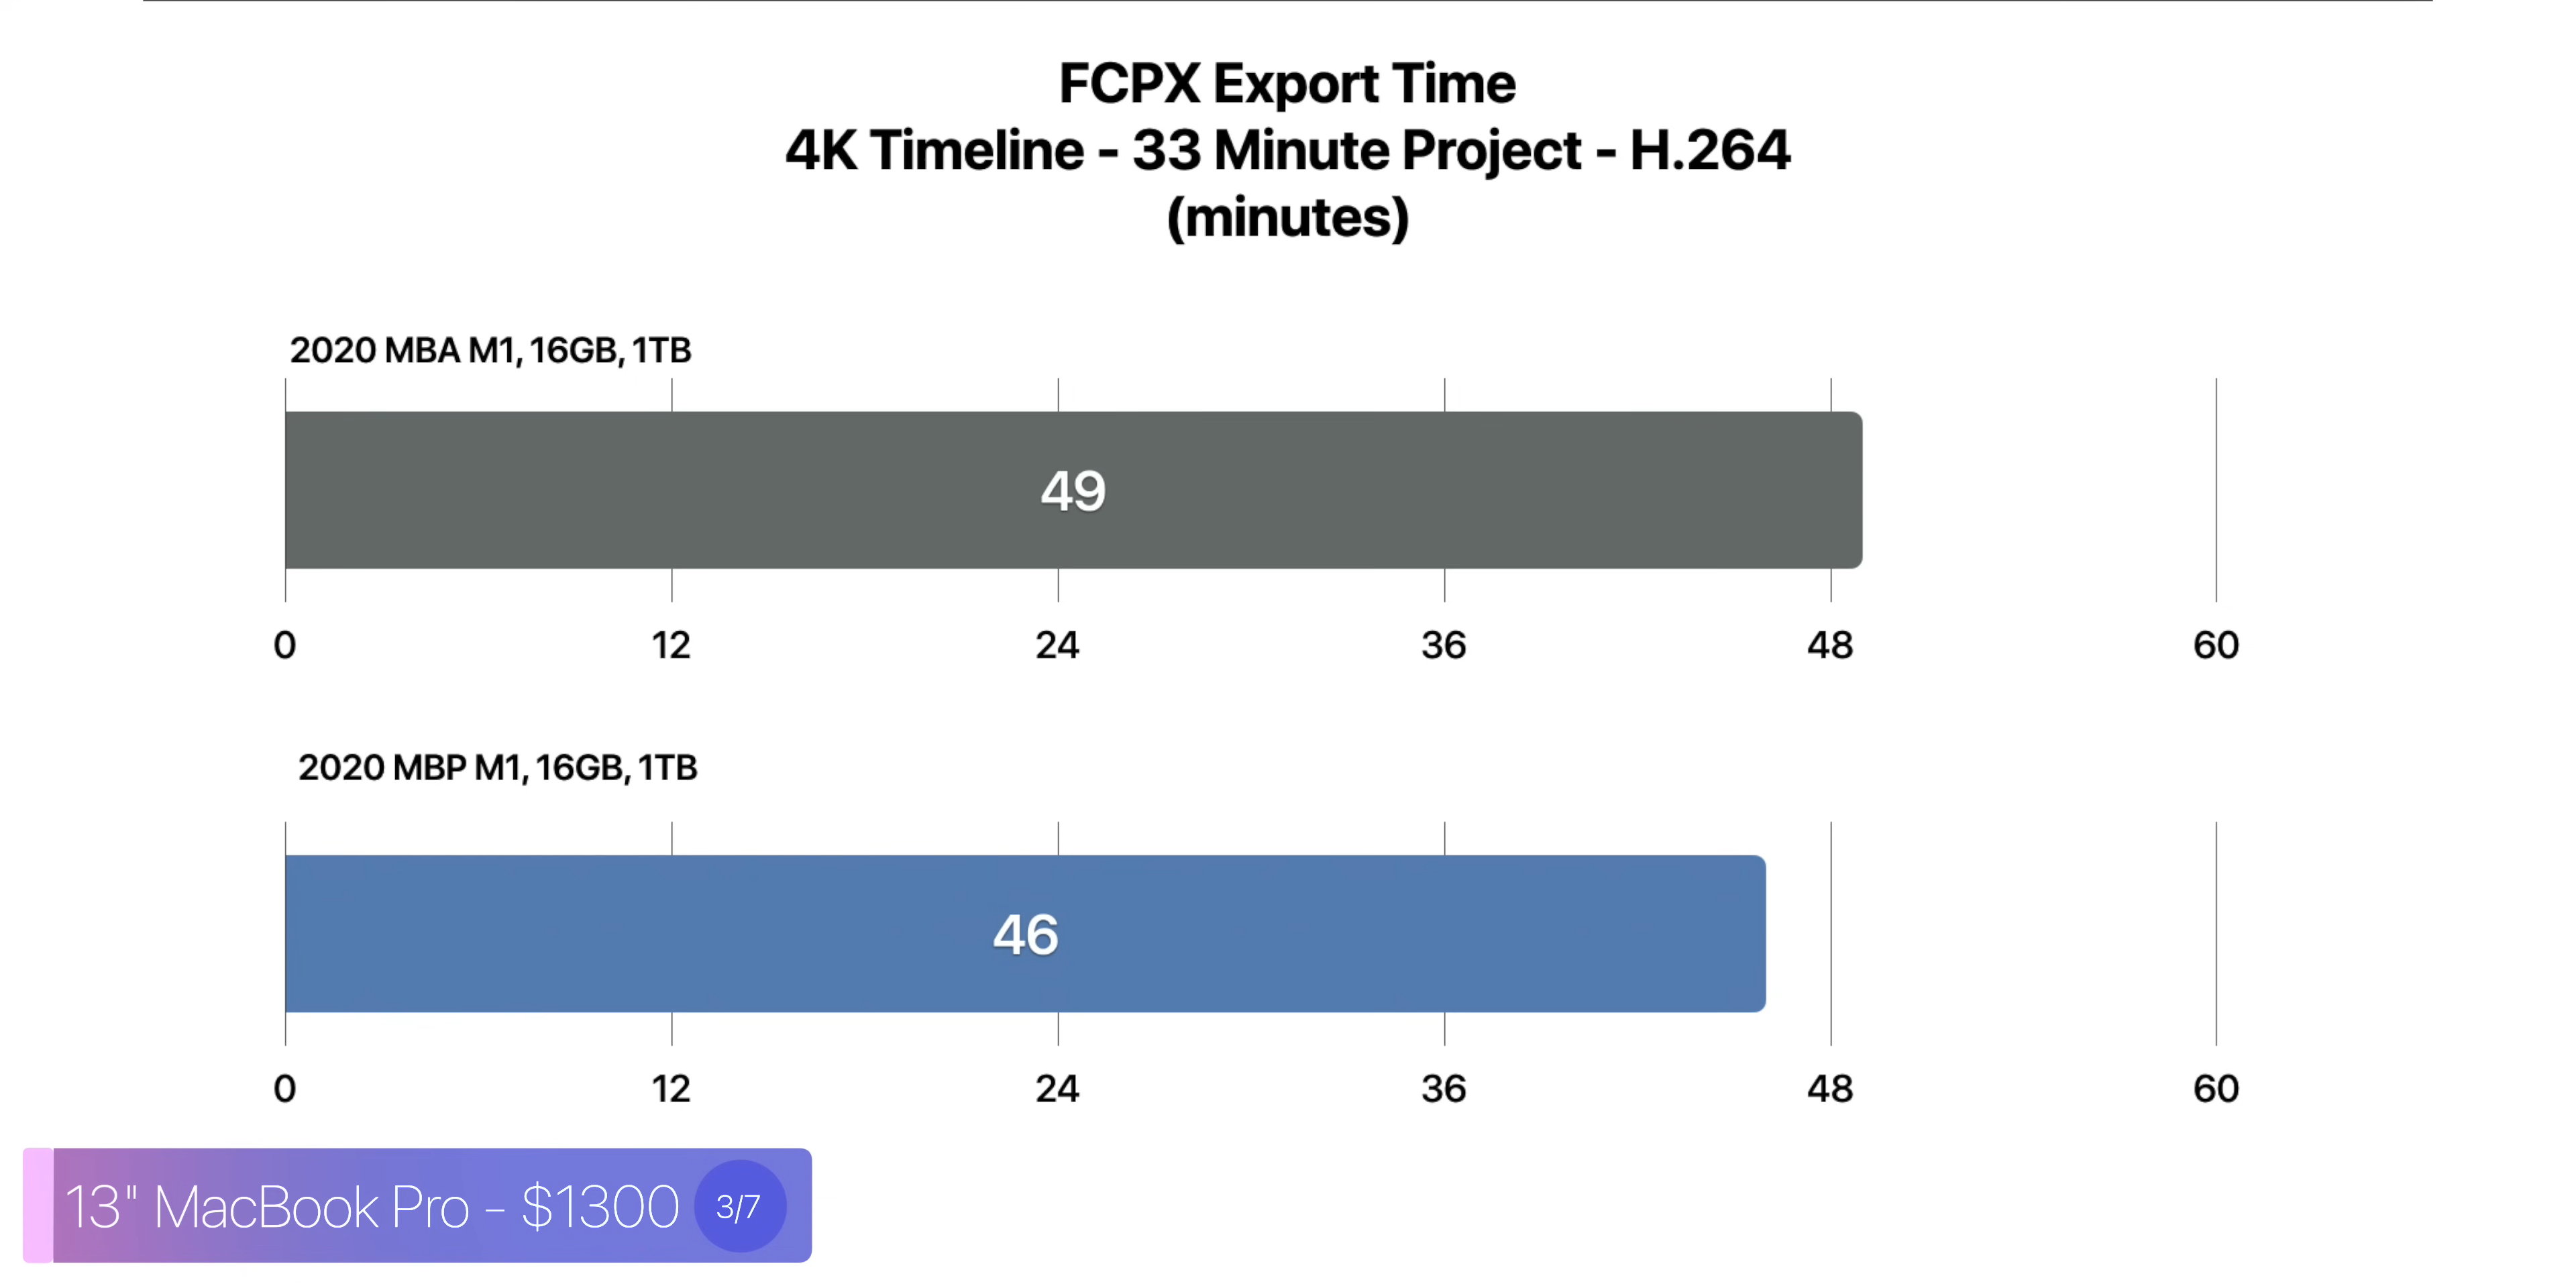 FCPX Export Time
4K Timeline - 33 Minute Project - H.264
(minutes)
2020 MBA M1, 16GB, 1TB
49
0 12 24 36 48 60
2020 MBP M1, 16GB, 1TB
46
0 12 24 36 48 60
13" MacBook Pro - $1300 3/7